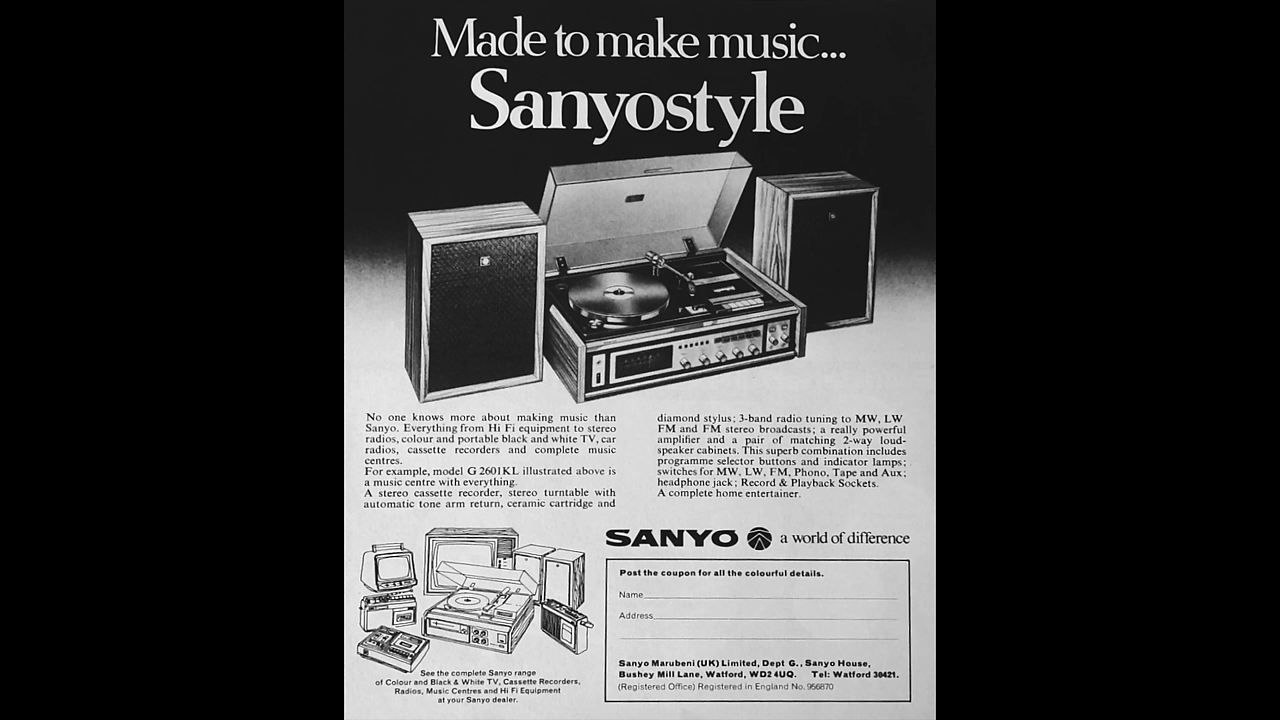 Made to make music...
Sanyostyle
No one knows more about making music than
Sanyo. Everything from Hi Fi equipment to stereo
radios, colour and portable black and white TV, car
radios, cassette recorders and complete music
centres.
For example, model G 2601KL illustrated above is
a music centre with everything.
A stereo cassette recorder, stereo turntable with
automatic tone arm return, ceramic cartridge and
diamond stylus; 3-band radio tuning to MW, LW
FM and FM stereo broadcasts; a really powerful
amplifier and a pair of matching 2-way loud-
speaker cabinets. This superb combination includes
programme selector buttons and indicator lamps;
switches for MW, LW, FM, Phono, Tape and Aux;
headphone jack; Record & Playback Sockets.
A complete home entertainer.
SANYO a world of difference
Post the coupon for all the colourful details.
Name
Address
Sanyo Marubeni (UK) Limited, Dept G., Sanyo House,
Bushey Mill Lane, Watford, WD2 4UQ. Tel: Watford 30421.
(Registered Office) Registered in England No. 956870
See the complete Sanyo range
of Colour and Black & White TV, Cassette Recorders,
Radios, Music Centres and Hi Fi Equipment
at your Sanyo dealer.